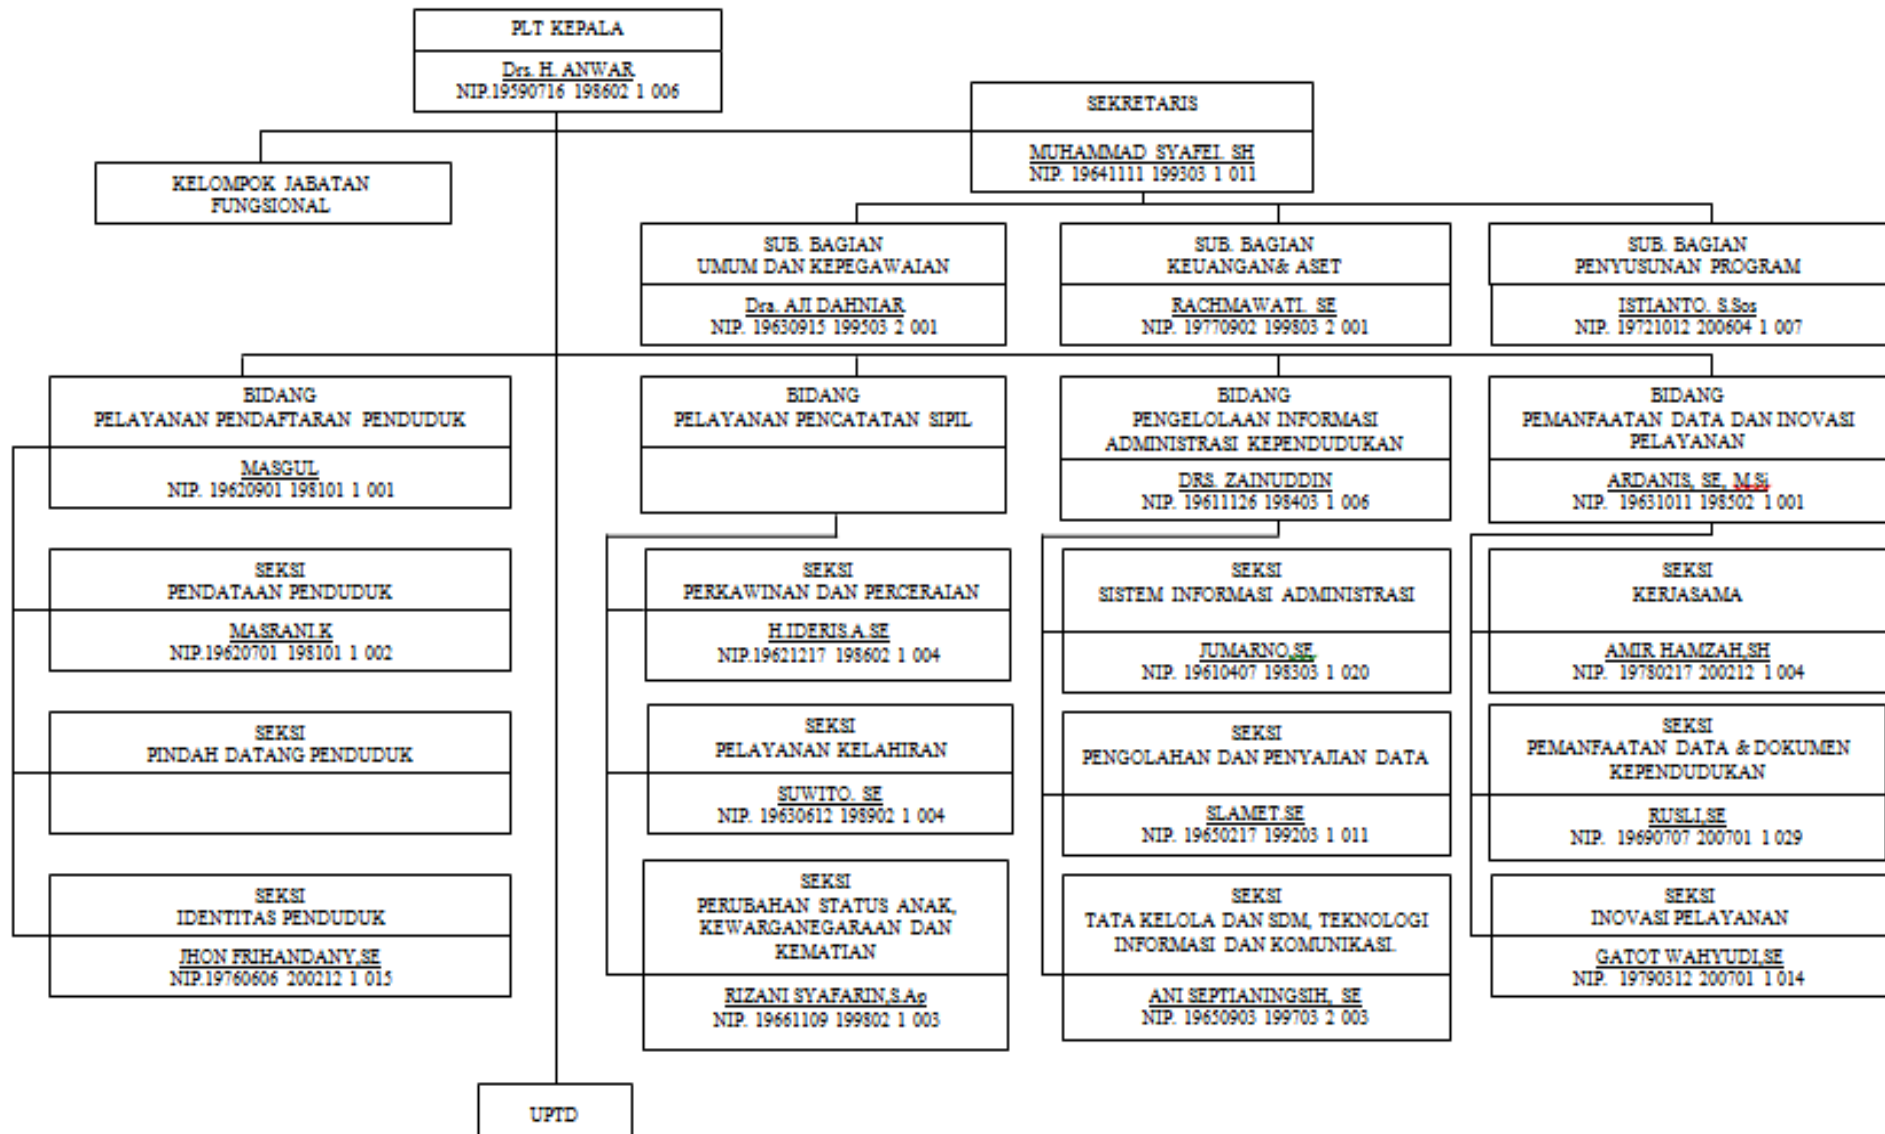 PLT KEPALA
Drs. H. ANWAR
NIP.19590716 198602 1 006
SEKRETARIS
MUHAMMAD SYAFEI. SH
NIP. 19641111 199303 1 011
KELOMPOK JABATAN
FUNGSIONAL
SUB. BAGIAN
UMUM DAN KEPEGAWAIAN
Dra. AJI DAHNIAR
NIP. 19630915 199503 2 001
SUB. BAGIAN
KEUANGAN& ASET
RACHMAWATI. SE
NIP. 19770902 199803 2 001
SUB. BAGIAN
PENYUSUNAN PROGRAM
ISTIANTO. S.Sos
NIP. 19721012 200604 1 007
BIDANG
PELAYANAN PENDAFTARAN PENDUDUK
MASGUL
NIP. 19620901 198101 1 001
BIDANG
PELAYANAN PENCATATAN SIPIL
BIDANG
PENGELOLAAN INFORMASI
ADMINISTRASI KEPENDUDUKAN
DRS. ZAINUDDIN
NIP. 19611126 198403 1 006
BIDANG
PEMANFAATAN DATA DAN INOVASI
PELAYANAN
ARDANIS, SE, M.Si
NIP. 19631011 198502 1 001
SEKSI
PENDATAAN PENDUDUK
MASRANI.K
NIP.19620701 198101 1 002
SEKSI
PERKAWINAN DAN PERCERAIAN
H.IDERIS.A.SE
NIP.19621217 198602 1 004
SEKSI
SISTEM INFORMASI ADMINISTRASI
JUMARNO,SE
NIP. 19610407 198303 1 020
SEKSI
KERJASAMA
AMIR HAMZAH,SH
NIP. 19780217 200212 1 004
SEKSI
PINDAH DATANG PENDUDUK
SEKSI
PELAYANAN KELAHIRAN
SUWITO. SE
NIP. 19630612 198902 1 004
SEKSI
PENGOLAHAN DAN PENYAJIAN DATA
SLAMET.SE
NIP. 19650217 199203 1 011
SEKSI
PEMANFAATAN DATA & DOKUMEN
KEPENDUDUKAN
RUSLI,SE
NIP. 19690707 200701 1 029
SEKSI
IDENTITAS PENDUDUK
JHON FRIHANDANY,SE
NIP.19760606 200212 1 015
SEKSI
PERUBAHAN STATUS ANAK,
KEWARGANEGARAAN DAN
KEMATIAN
RIZANI SYAFARIN,S.Ap
NIP. 19661109 199802 1 003
SEKSI
TATA KELOLA DAN SDM, TEKNOLOGI
INFORMASI DAN KOMUNIKASI.
ANI SEPTIANINGSIH, SE
NIP. 19650903 199703 2 003
SEKSI
INOVASI PELAYANAN
GATOT WAHYUDI,SE
NIP. 19790312 200701 1 014
UPTD